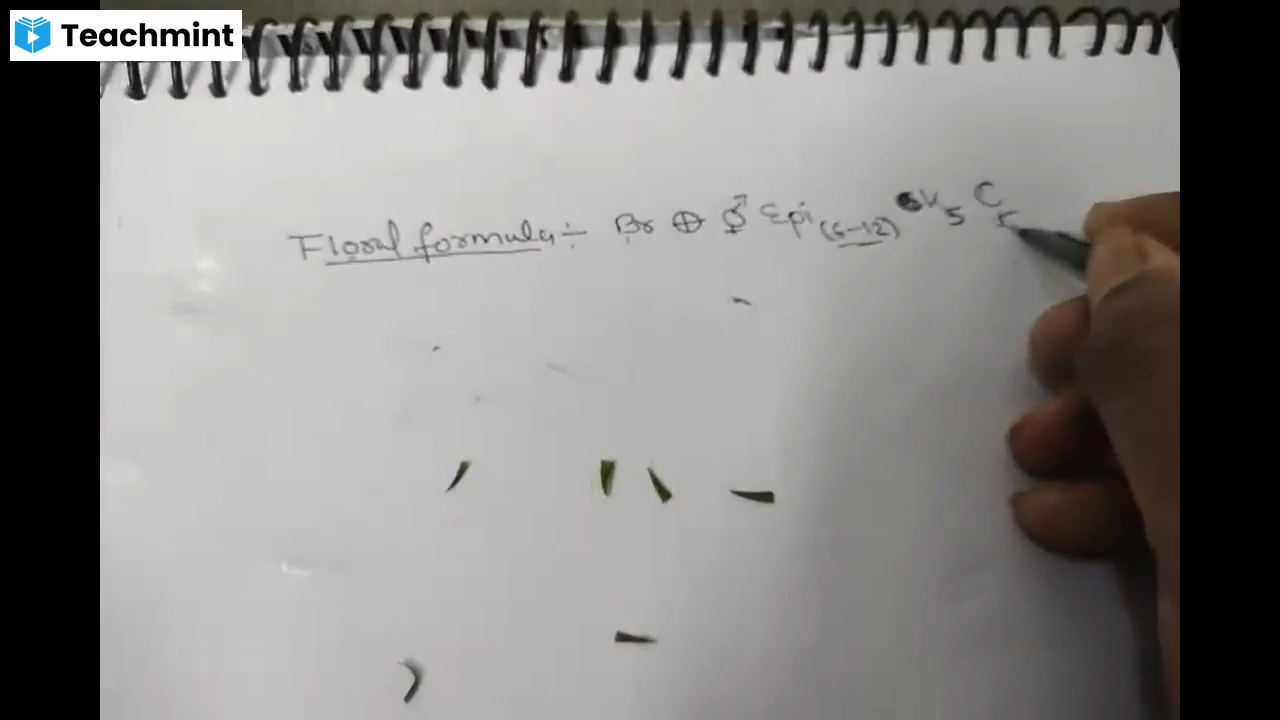 Teachmint
Floral formula ÷ Br ⊕ ⚥ Epi(6-12) K5 C5